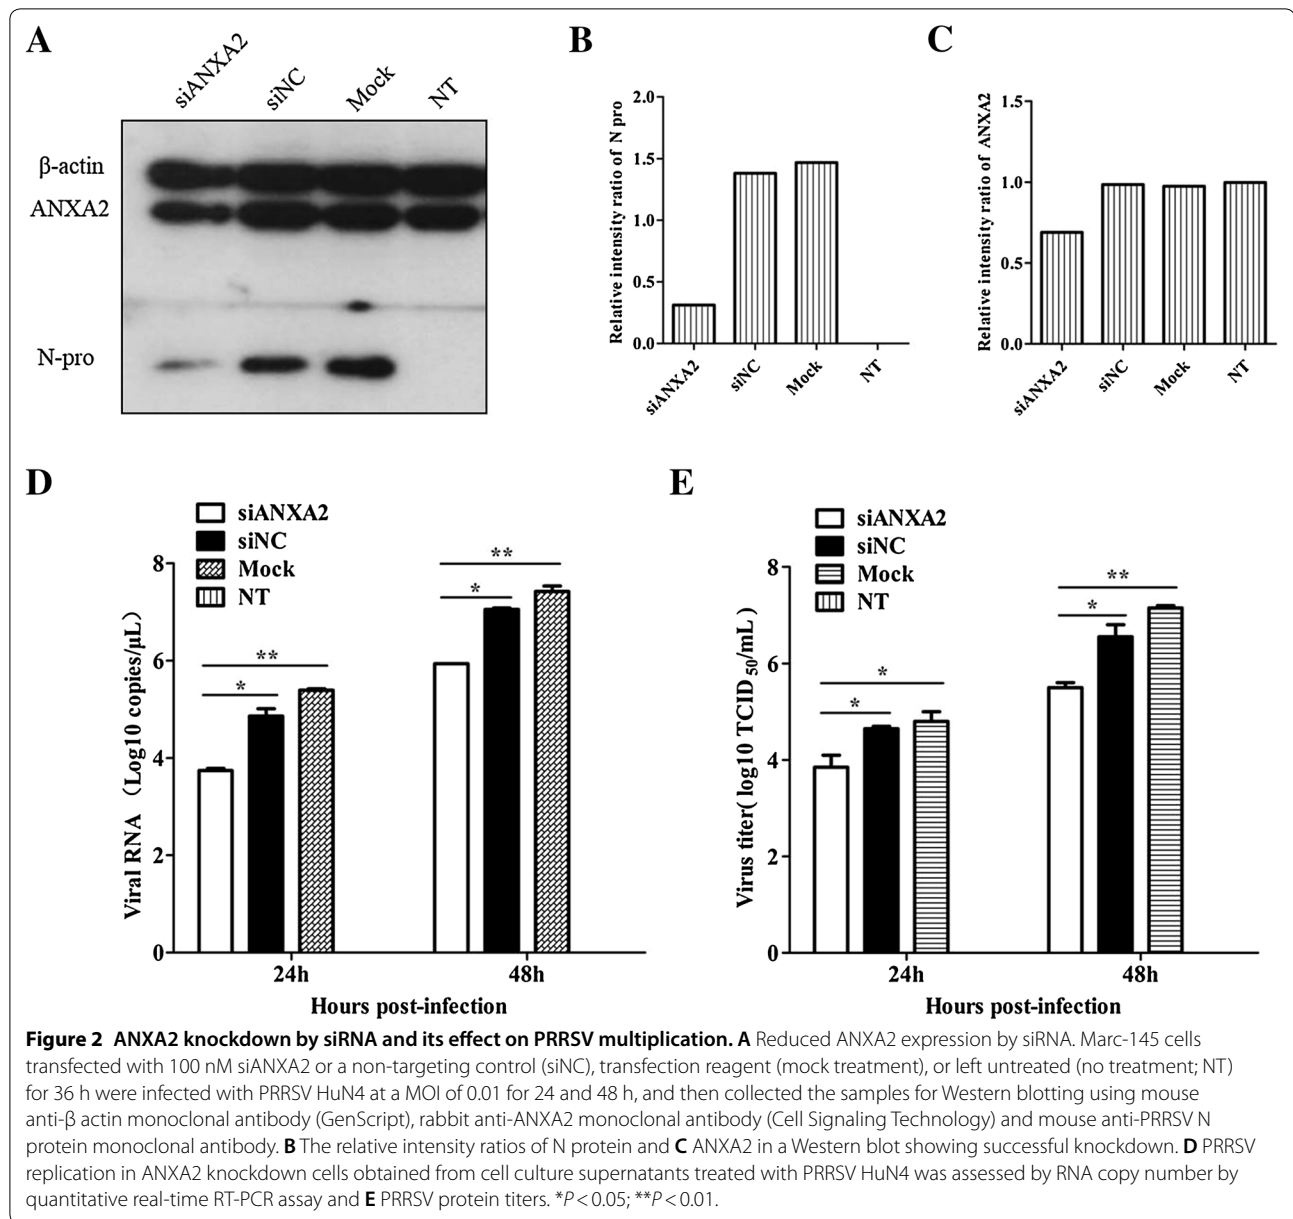 A
siANXA2
siNC
Mock
NT
β-actin
ANXA2
N-pro
B
Relative intensity ratio of N pro
2.0
1.5
1.0
0.5
0.0
siANXA2
siNC
Mock
NT
C
Relative intensity ratio of ANXA2
1.5
1.0
0.5
0.0
siANXA2
siNC
Mock
NT
D
siANXA2
siNC
Mock
NT
Viral RNA (Log10 copies/μL)
8
6
4
2
0
*
**
*
**
24h
48h
Hours post-infection
E
siANXA2
siNC
Mock
NT
Virus titer( log10 TCID50/mL )
8
6
4
2
0
*
*
*
**
24h
48h
Hours post-infection
Figure 2 ANXA2 knockdown by siRNA and its effect on PRRSV multiplication. A Reduced ANXA2 expression by siRNA. Marc-145 cells
transfected with 100 nM siANXA2 or a non-targeting control (siNC), transfection reagent (mock treatment), or left untreated (no treatment; NT)
for 36 h were infected with PRRSV HuN4 at a MOI of 0.01 for 24 and 48 h, and then collected the samples for Western blotting using mouse
anti-β actin monoclonal antibody (GenScript), rabbit anti-ANXA2 monoclonal antibody (Cell Signaling Technology) and mouse anti-PRRSV N
protein monoclonal antibody. B The relative intensity ratios of N protein and C ANXA2 in a Western blot showing successful knockdown. D PRRSV
replication in ANXA2 knockdown cells obtained from cell culture supernatants treated with PRRSV HuN4 was assessed by RNA copy number by
quantitative real-time RT-PCR assay and E PRRSV protein titers. *P < 0.05; **P < 0.01.